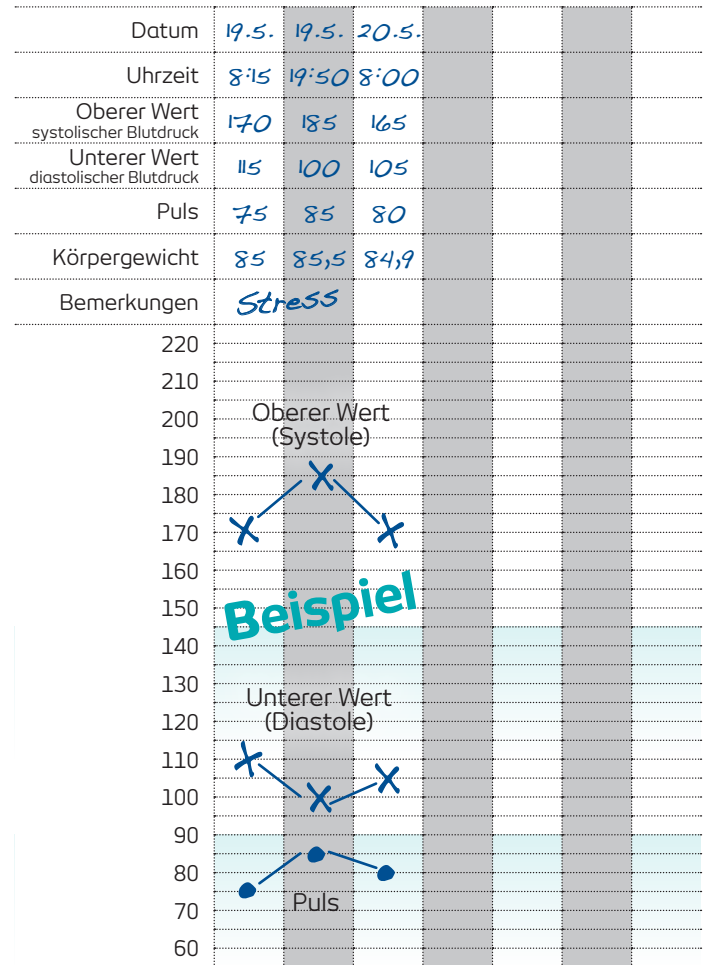 Datum 19.5. 19.5. 20.5.
Uhrzeit 8:15 19:50 8:00
Oberer Wert
systolischer Blutdruck 170 185 165
Unterer Wert
diastolischer Blutdruck 115 100 105
Puls 75 85 80
Körpergewicht 85 85,5 84,9
Bemerkungen Stress
220
210
200
Oberer Wert
(Systole)
190
180
170
160
Beispiel
150
140
130
Unterer Wert
(Diastole)
120
110
100
90
80
Puls
70
60